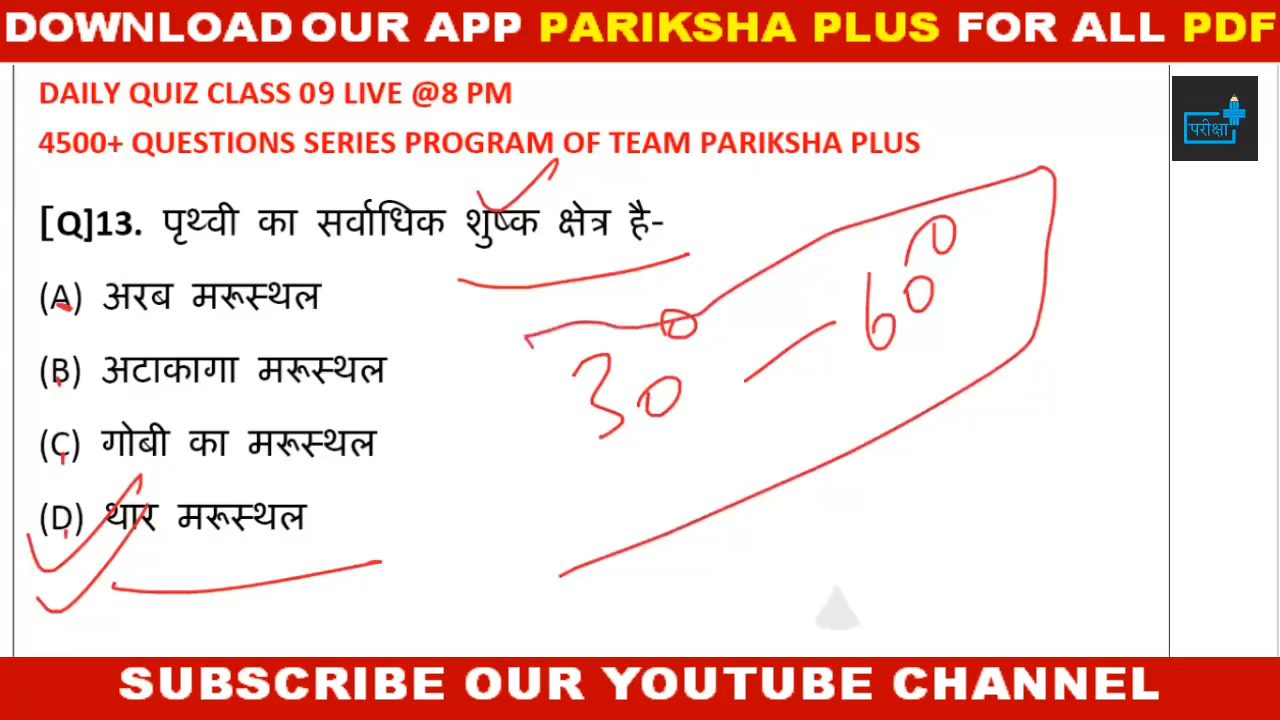 DOWNLOAD OUR APP PARIKSHA PLUS FOR ALL PDF
DAILY QUIZ CLASS 09 LIVE @8 PM
4500+ QUESTIONS SERIES PROGRAM OF TEAM PARIKSHA PLUS
परीक्षा
[Q]13. पृथ्वी का सर्वाधिक शुष्क क्षेत्र है-
(A) अरब मरूस्थल
(B) अटाकागा मरूस्थल
(C) गोबी का मरूस्थल
(D) थार मरूस्थल
30° - 60°
SUBSCRIBE OUR YOUTUBE CHANNEL